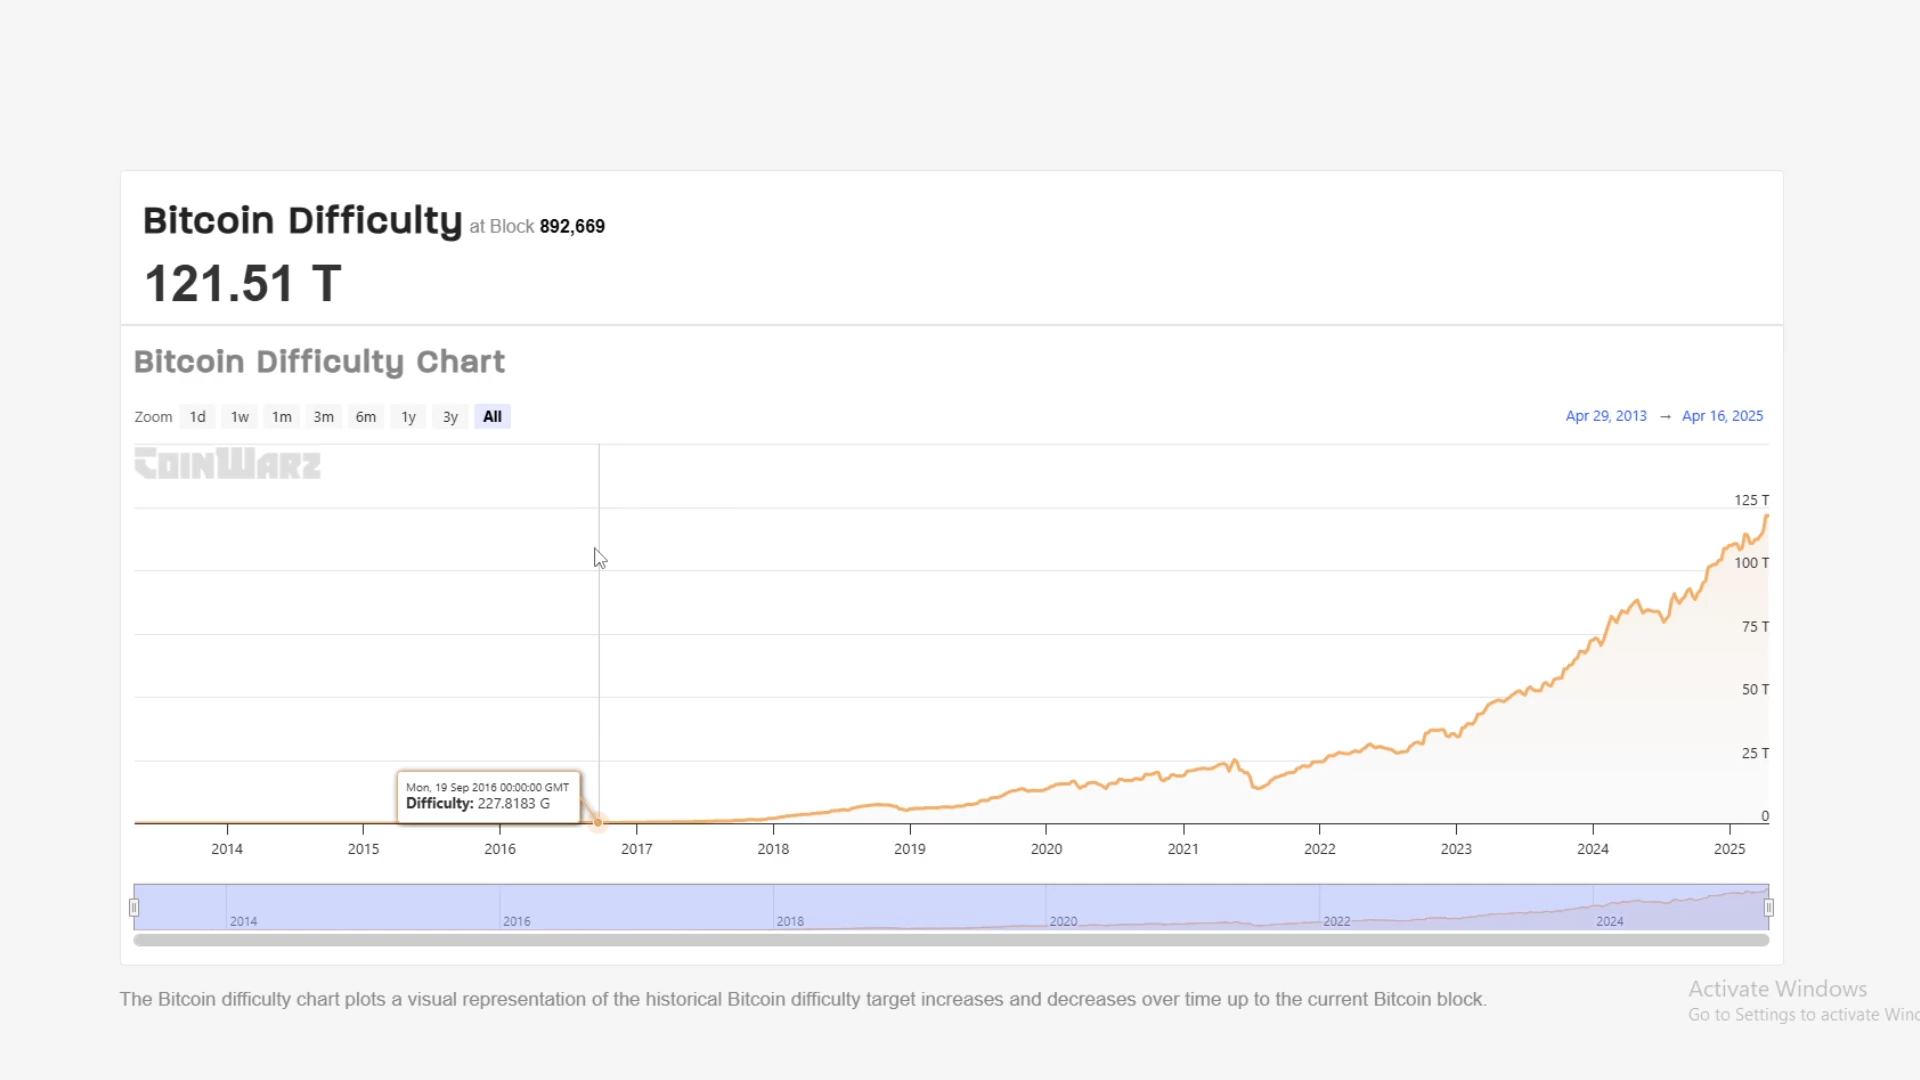 Bitcoin Difficulty at Block 892,669
121.51 T
Bitcoin Difficulty Chart
Zoom 1d 1w 1m 3m 6m 1y 3y All
Apr 29, 2013 → Apr 16, 2025
COINWARZ
125 T
100 T
75 T
50 T
25 T
0
Mon, 19 Sep 2016 00:00:00 GMT
Difficulty: 227.8183 G
2014 2015 2016 2017 2018 2019 2020 2021 2022 2023 2024 2025
2014 2016 2018 2020 2022 2024
The Bitcoin difficulty chart plots a visual representation of the historical Bitcoin difficulty target increases and decreases over time up to the current Bitcoin block.
Activate Windows
Go to Settings to activate Winc